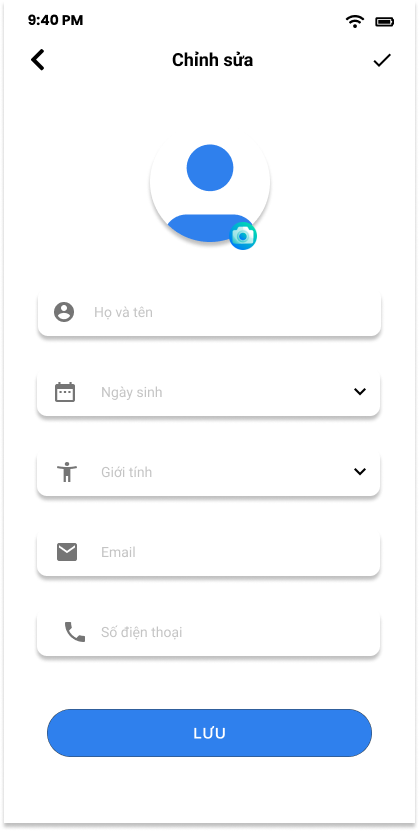 9:40 PM
Chỉnh sửa
Họ và tên
Ngày sinh
Giới tính
Email
Số điện thoại
LƯU